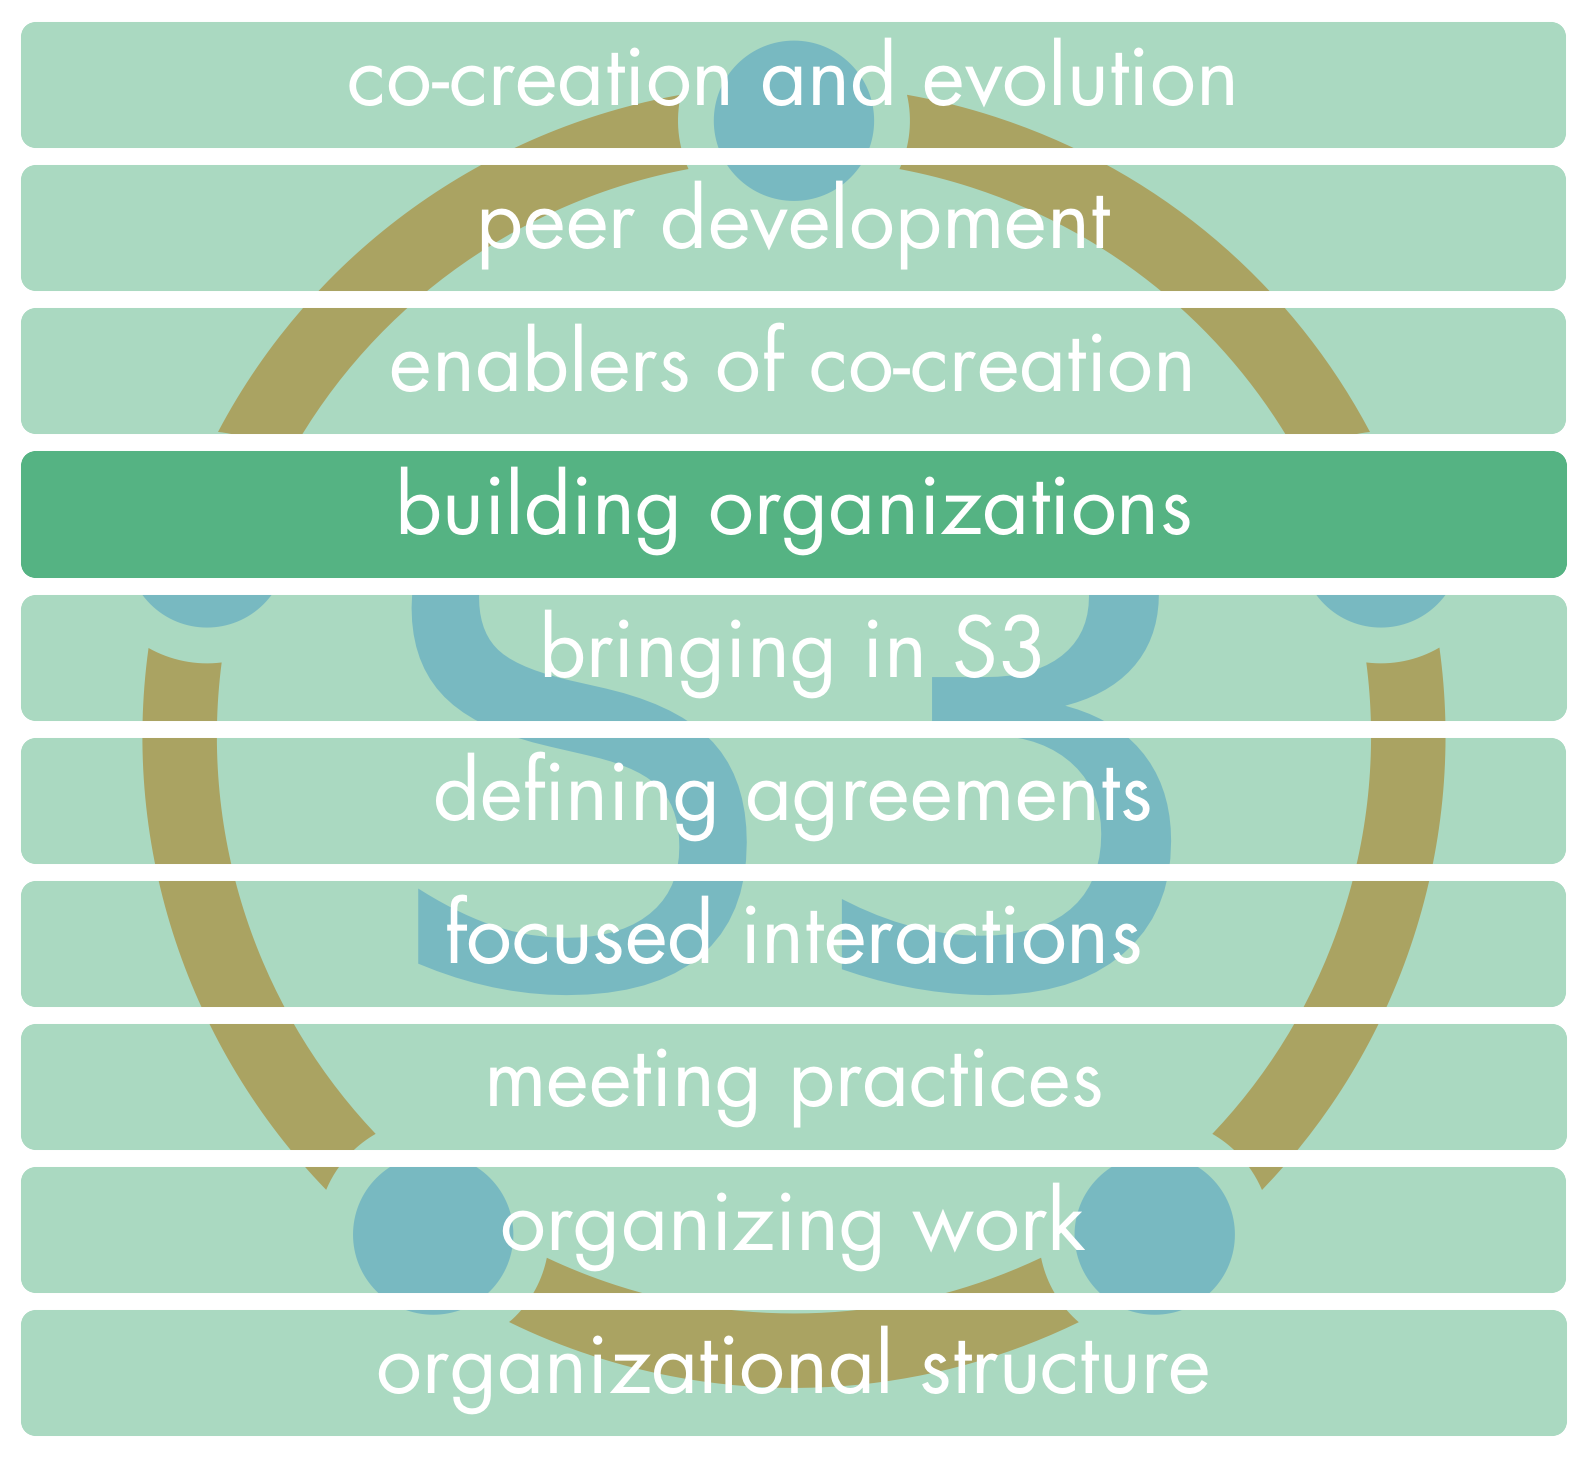 co-creation and evolution
peer development
enablers of co-creation
building organizations
bringing in S3
defining agreements
focused interactions
meeting practices
organizing work
organizational structure
S3